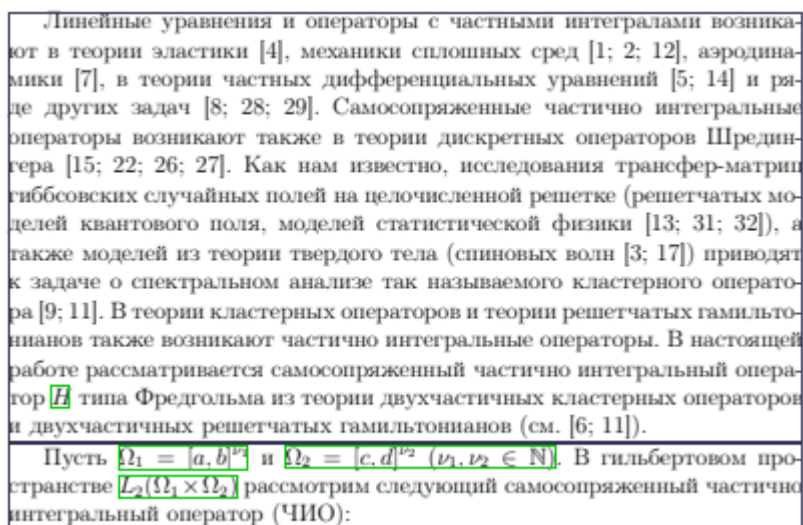 Линейные уравнения и операторы с частными интегралами возника-
ют в теории эластики [4], механики сплошных сред [1; 2; 12], аэродина-
мики [7], в теории частных дифференциальных уравнений [5; 14] и ря-
де других задач [8; 28; 29]. Самосопряженные частично интегральные
операторы возникают также в теории дискретных операторов Шредин-
гера [15; 22; 26; 27]. Как нам известно, исследования трансфер-матриц
гиббсовских случайных полей на целочисленной решетке (решетчатых мо-
делей квантового поля, моделей статистической физики [13; 31; 32]), а
также моделей из теории твердого тела (спиновых волн [3; 17]) приводят
к задаче о спектральном анализе так называемого кластерного операто-
ра [9; 11]. В теории кластерных операторов и теории решетчатых гамильто-
нианов также возникают частично интегральные операторы. В настоящей
работе рассматривается самосопряженный частично интегральный опера-
тор H типа Фредгольма из теории двухчастичных кластерных операторов
и двухчастичных решетчатых гамильтонианов (см. [6; 11]).
Пусть Ω₁ = [a, b]^ν₁ и Ω₂ = [c, d]^ν₂ (ν₁, ν₂ ∈ ℕ). В гильбертовом про-
странстве L₂(Ω₁ × Ω₂) рассмотрим следующий самосопряженный частично
интегральный оператор (ЧИО):